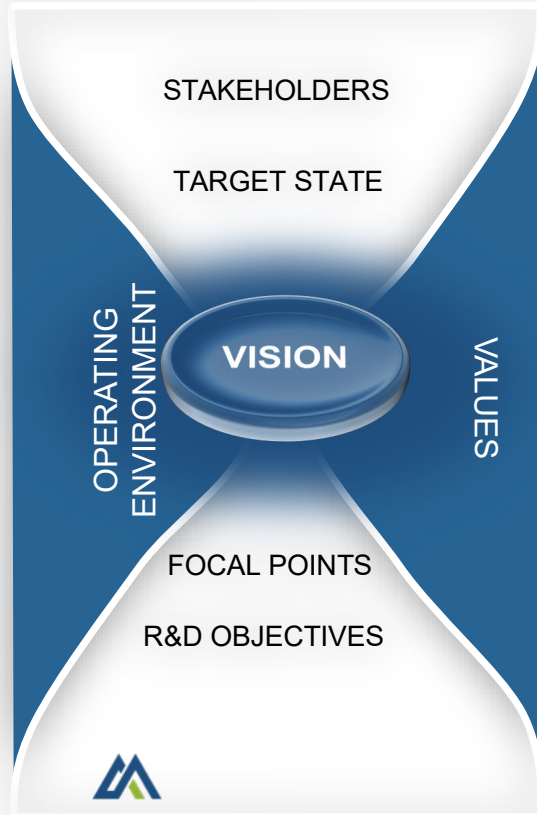 STAKEHOLDERS
TARGET STATE
OPERATING
ENVIRONMENT
VISION
VALUES
FOCAL POINTS
R&D OBJECTIVES